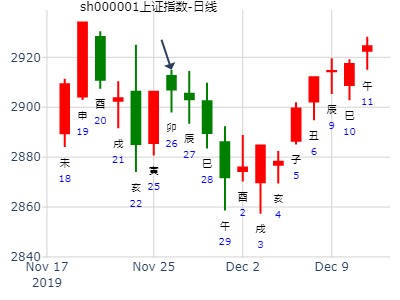 sh000001上证指数-日线
2920
2900
2880
2860
2840
未
18
申
19
酉
20
戌
21
亥
22
寅
25
卯
26
辰
27
巳
28
午
29
酉
2
戌
3
亥
4
子
5
丑
6
辰
9
巳
10
午
11
Nov 17
2019
Nov 25
Dec 2
Dec 9